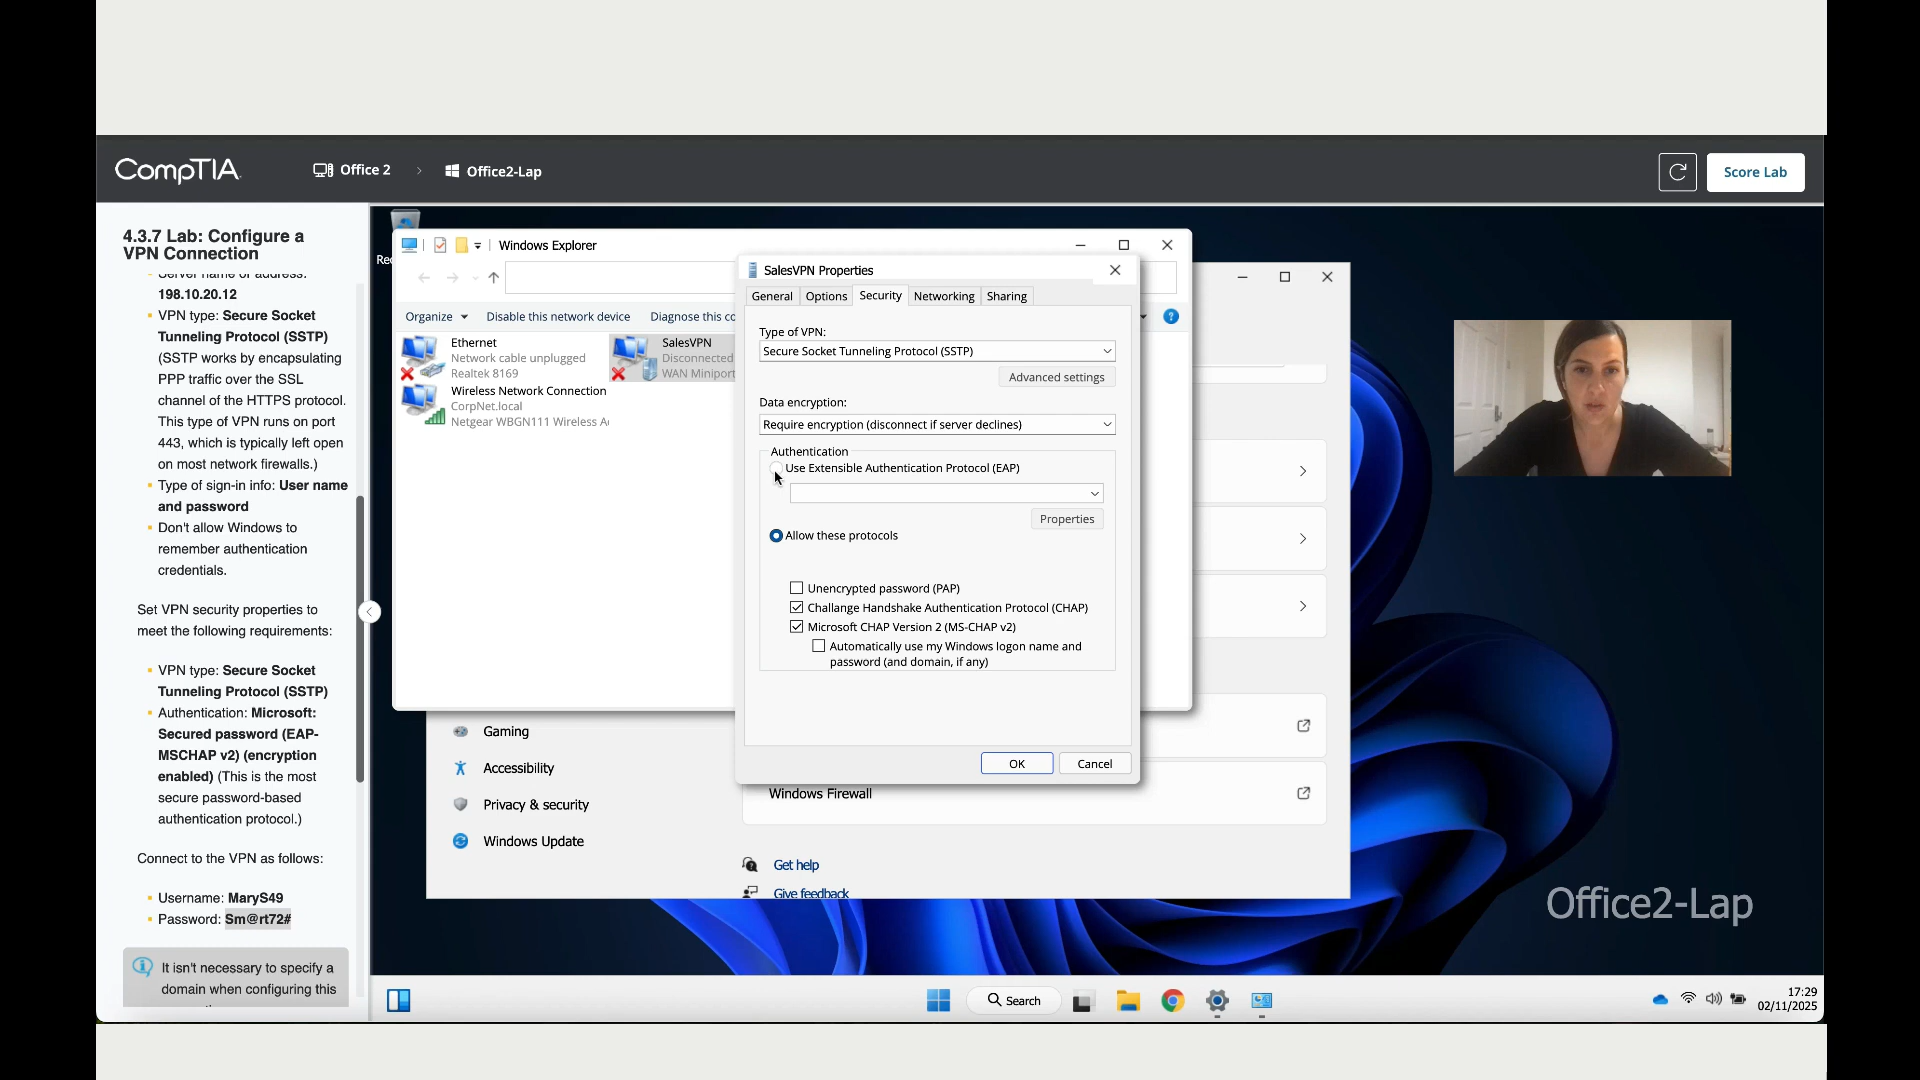 CompTIA.
Office 2
Office2-Lap
Score Lab
4.3.7 Lab: Configure a
VPN Connection
Server name or address:
198.10.20.12
VPN type: Secure Socket
Tunneling Protocol (SSTP)
(SSTP works by encapsulating
PPP traffic over the SSL
channel of the HTTPS protocol.
This type of VPN runs on port
443, which is typically left open
on most network firewalls.)
Type of sign-in info: User name
and password
Don't allow Windows to
remember authentication
credentials.
Set VPN security properties to
meet the following requirements:
VPN type: Secure Socket
Tunneling Protocol (SSTP)
Authentication: Microsoft:
Secured password (EAP-
MSCHAP v2) (encryption
enabled) (This is the most
secure password-based
authentication protocol.)
Connect to the VPN as follows:
Username: MaryS49
Password: Sm@rt72#
It isn't necessary to specify a
domain when configuring this
Rec
Windows Explorer
Organize
Disable this network device
Diagnose this co
Ethernet
Network cable unplugged
Realtek 8169
SalesVPN
Disconnected
WAN Miniport
Wireless Network Connection
CorpNet.local
Netgear WBGN111 Wireless A
SalesVPN Properties
General
Options
Security
Networking
Sharing
Type of VPN:
Secure Socket Tunneling Protocol (SSTP)
Advanced settings
Data encryption:
Require encryption (disconnect if server declines)
Authentication
Use Extensible Authentication Protocol (EAP)
Properties
Allow these protocols
Unencrypted password (PAP)
Challange Handshake Authentication Protocol (CHAP)
Microsoft CHAP Version 2 (MS-CHAP v2)
Automatically use my Windows logon name and
password (and domain, if any)
OK
Cancel
Gaming
Accessibility
Privacy & security
Windows Update
Windows Firewall
Get help
Give feedback
Office2-Lap
Search
17:29
02/11/2025